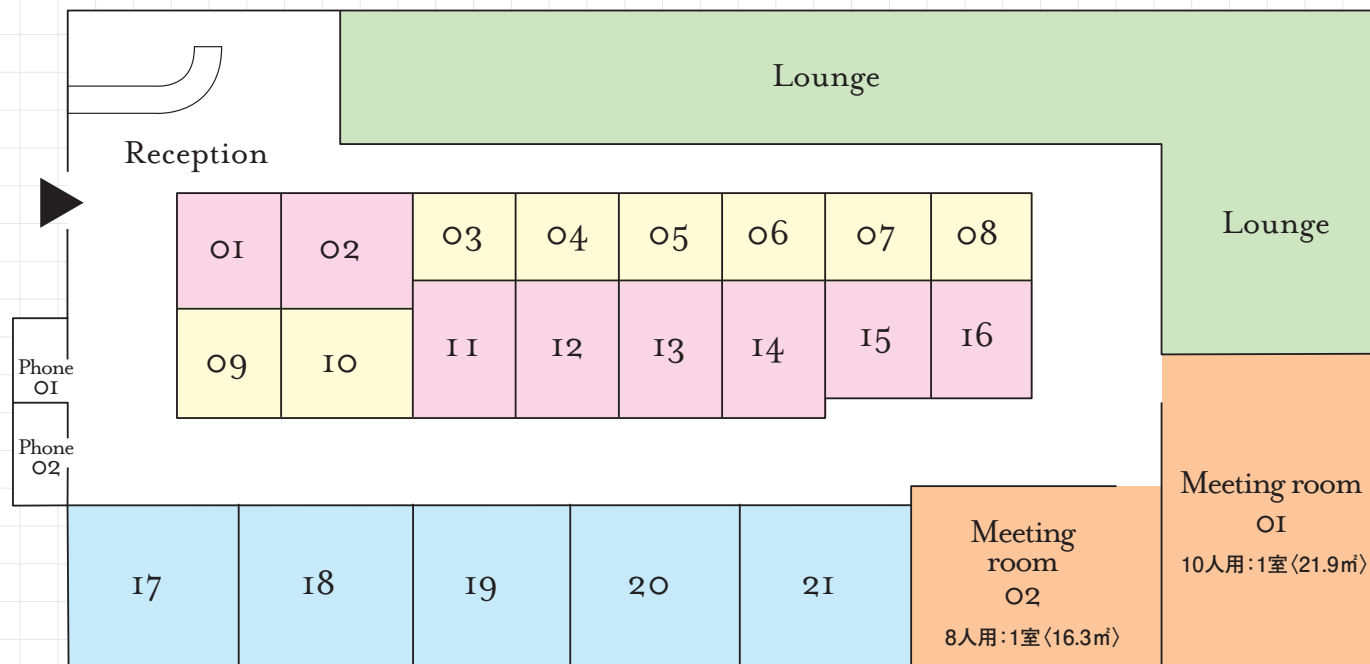 Lounge
Reception
Lounge
01
02
03
04
05
06
07
08
09
10
11
12
13
14
15
16
Phone
01
Phone
02
17
18
19
20
21
Meeting
room
02
8人用:1室〈16.3㎡〉
Meeting room
01
10人用:1室〈21.9㎡〉